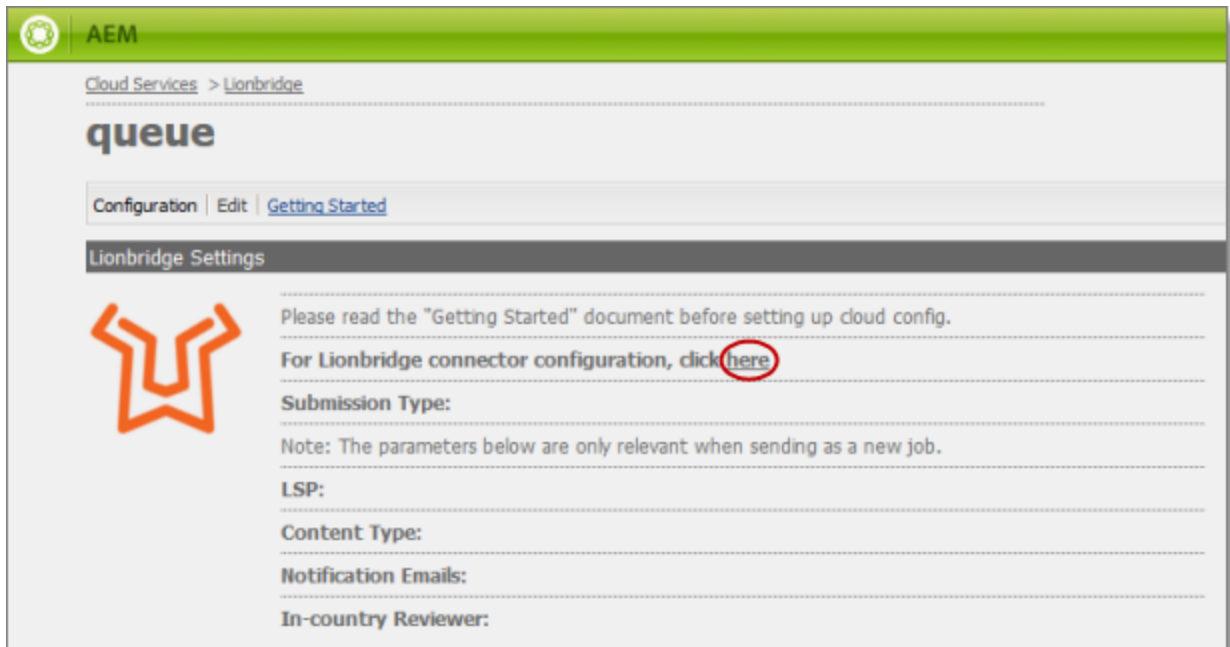 AEM
Cloud Services > Lionbridge
queue
Configuration | Edit | Getting Started
Lionbridge Settings
Please read the "Getting Started" document before setting up cloud config.
For Lionbridge connector configuration, click here
Submission Type:
Note: The parameters below are only relevant when sending as a new job.
LSP:
Content Type:
Notification Emails:
In-country Reviewer: